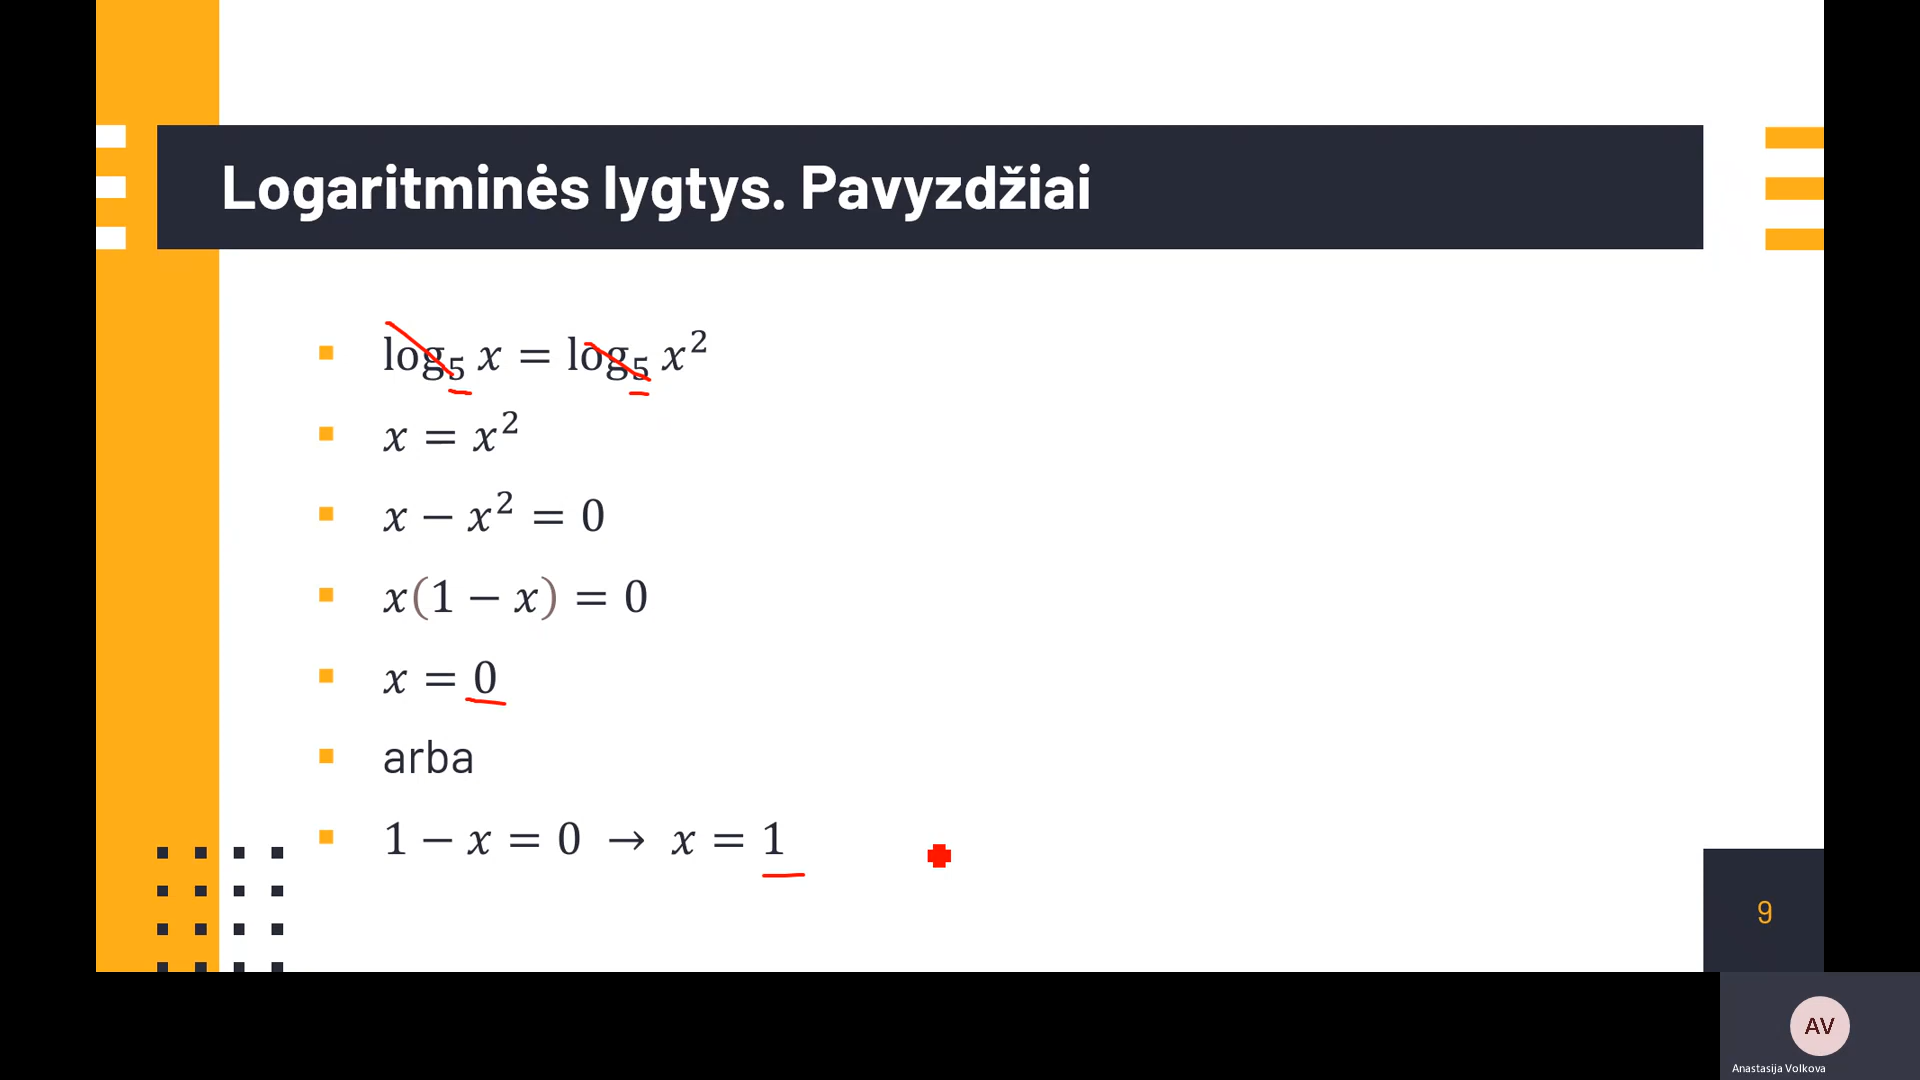 Logaritminės lygtys. Pavyzdžiai
log₅ x = log₅ x²
x = x²
x − x² = 0
x(1 − x) = 0
x = 0
arba
1 − x = 0 → x = 1
9
AV
Anastasija Volkova